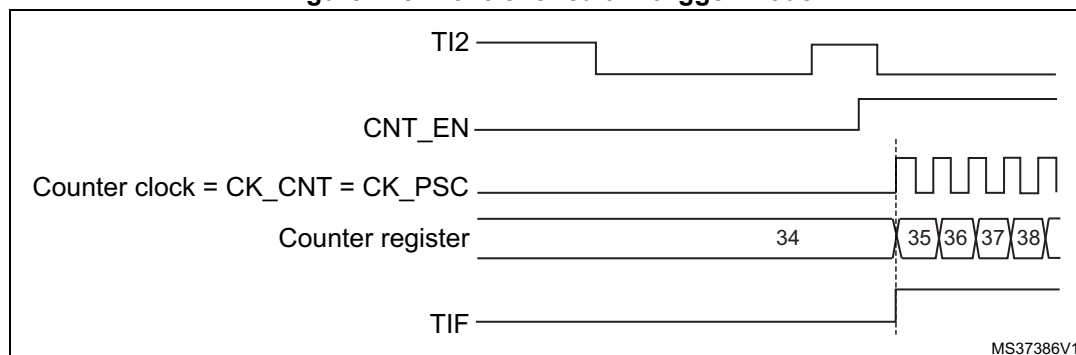 TI2
CNT_EN
Counter clock = CK_CNT = CK_PSC
Counter register 34 35 36 37 38
TIF
MS37386V1